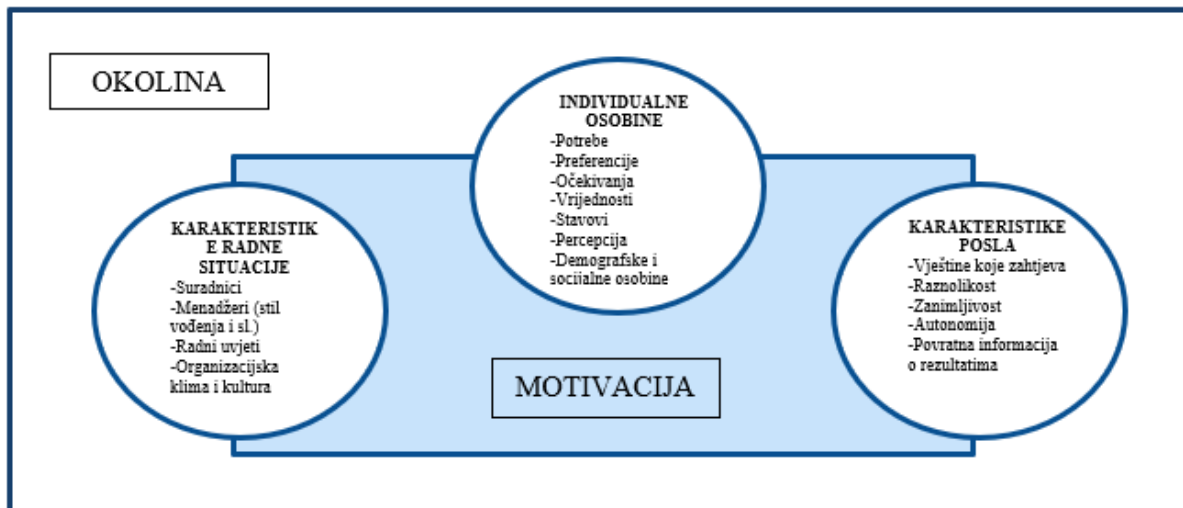 OKOLINA
INDIVIDUALNE
OSOBINE
-Potrebe
-Preferencije
-Očekivanja
-Vrijednosti
-Stavovi
-Percepcija
-Demografske i
socijalne osobine
KARAKTERISTIK
E RADNE
SITUACIJE
-Suradnici
-Menadžeri (stil
vođenja i sl.)
-Radni uvjeti
-Organizacijska
klima i kultura
KARAKTERISTIKE
POSLA
-Vještine koje zahtjeva
-Raznolikost
-Zanimljivost
-Autonomija
-Povratna informacija
o rezultatima
MOTIVACIJA